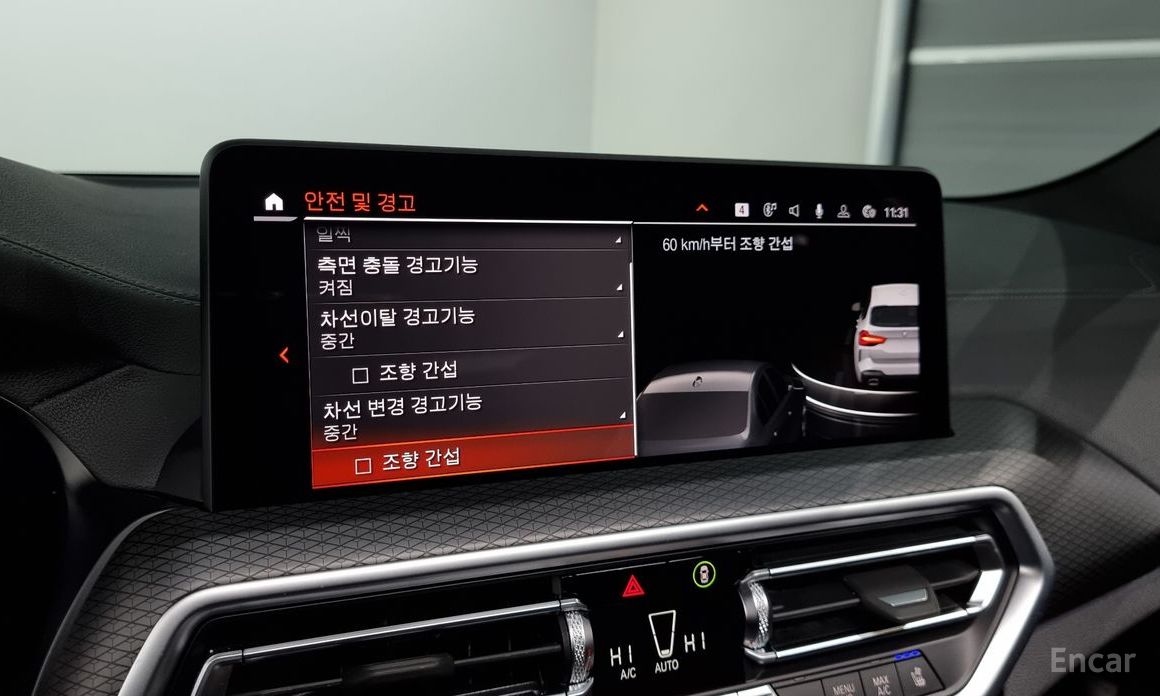 안전 및 경고
4
11:31
일찍
측면 충돌 경고기능
켜짐
차선이탈 경고기능
중간
조향 간섭
차선 변경 경고기능
중간
조향 간섭
60 km/h부터 조향 간섭
HI
A/C
AUTO
HI
MENU
MAX
A/C
Encar